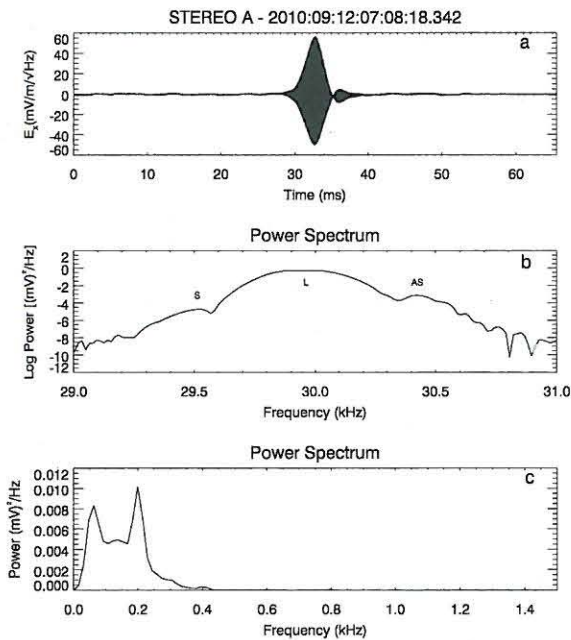 STEREO A - 2010:09:12:07:08:18.342
a
60
40
20
0
-20
-40
-60
Ex(mV/m/√Hz)
0 10 20 30 40 50 60
Time (ms)
Power Spectrum
b
2
0
-2
-4
-6
-8
-10
-12
Log Power [(mV)²/Hz]
S L AS
29.0 29.5 30.0 30.5 31.0
Frequency (kHz)
Power Spectrum
c
0.012
0.010
0.008
0.006
0.004
0.002
0.000
Power (mV)²/Hz
0.0 0.2 0.4 0.6 0.8 1.0 1.2 1.4
Frequency (kHz)